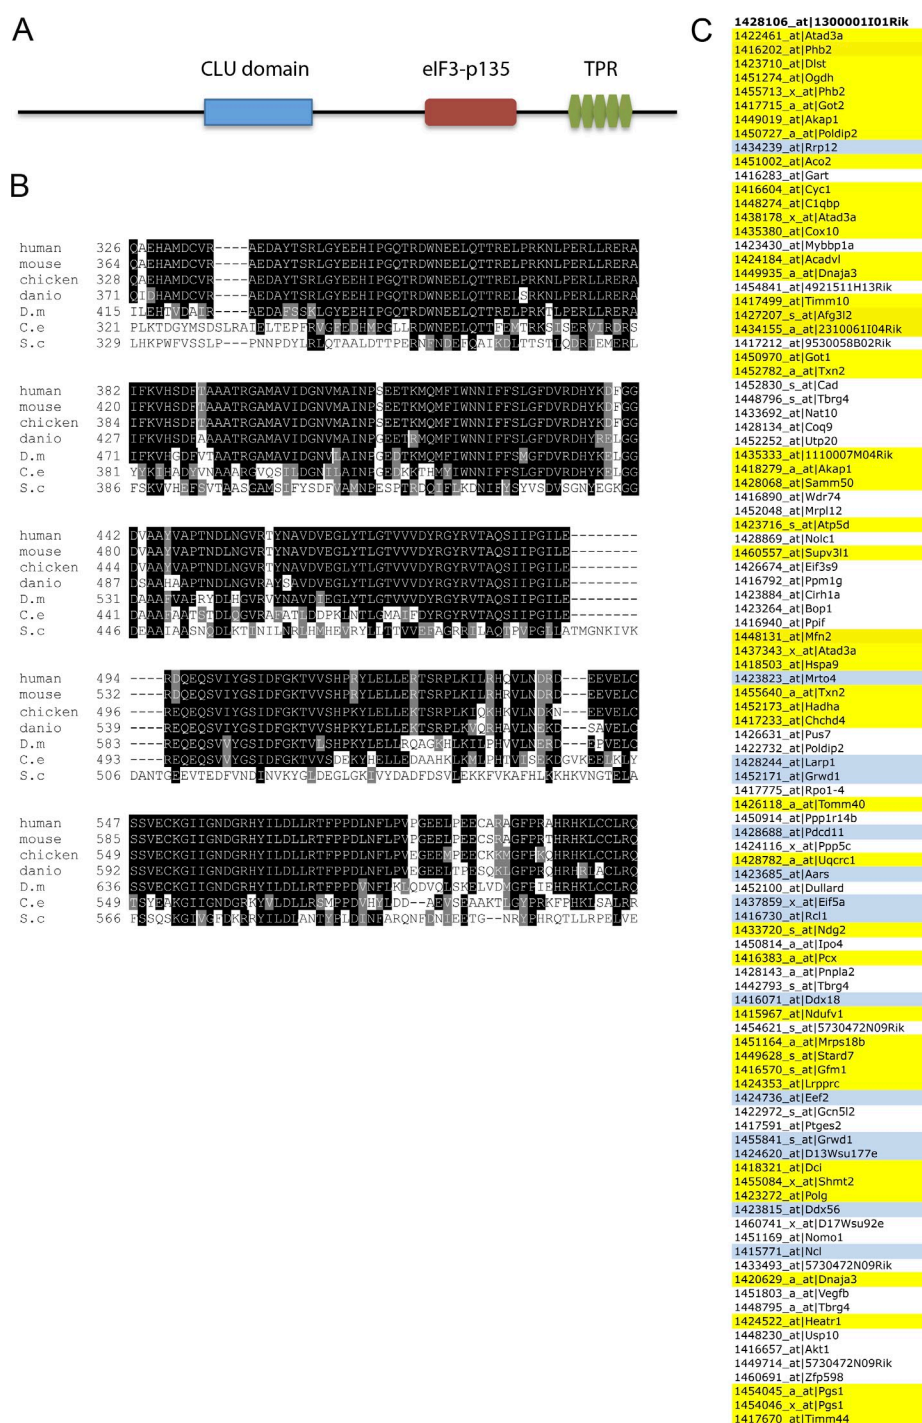 A
CLU domain eIF3-p135 TPR
B
human 326 QAEHAMDCVR----AEDAYTSRLGYEEHIPGQTRDWNEELQTTRELPRKNLPERLLRERA
mouse 364 QAEHAMDCVR----AEDAYTSRLGYEEHIPGQTRDWNEELQTTRELPRKNLPERLLRERA
chicken 328 QAEHAMDCVR----AEDAYTSRLGYEEHIPGQTRDWNEELQTTRELPRKNLPERLLRERA
danio 371 QIDHAMDCVR----AEDAYTSRLGYEEHIPGQTRDWNEELQTTRELSRKNLPERLLRERA
D.m 415 ILEHTVDAIR----AEDAFSSKLGYEEHIPGQTRDWNEELQTTRELPRKTLPERLLRERA
C.e 321 PLKTDGYMSDSLRAIELTEPFRVGFEDHMPGLLRDWNEELQTTFEMTRKSISERVIRDRS
S.c 329 LHKPWFVSSLP---PNNPDYLRLQTAALDTTPERNFNDEFQAIKDLTTSTLQDRIEMERL
human 382 IFKVHSDFTAAATRGAMAVIDGNVMAINPSEETKMQMFIWNNIFFSLGFDVRDHYKDFGG
mouse 420 IFKVHSDFTAAATRGAMAVIDGNVMAINPSEETKMQMFIWNNIFFSLGFDVRDHYKDFGG
chicken 384 IFKVHSDFTAAATRGAMAVIDGNVMAINPSEETKMQMFIWNNIFFSLGFDVRDHYKDFGG
danio 427 IFKVHSDFAAAATRGAMAVIDGNVMAINPGEETRMQMFIWNNIFFSLGFDVRDHYRELGG
D.m 471 IFKVHGDFVTAATRGAMAVIDGNVLAINPGEDTKMQMFIWNNIFFSMGFDVRDHYKELGG
C.e 381 YYKIHADYVNAAARGVQSILDGNILAINPGEDKKTHMYIWNNIFFSLGFDVRDHYKELGG
S.c 386 FSKVVHEFSVTAASGAMSIFYSDFVAMNPESPTRDQIFLKDNIFYSYVSDVSGNYEGKGG
human 442 DVAAYVAPTNDLNGVRTYNAVDVEGLYTLGTVVVDYRGYRVTAQSIIPGILE--------
mouse 480 DVAAYVAPTNDLNGVRTYNAVDVEGLYTLGTVVVDYRGYRVTAQSIIPGILE--------
chicken 444 DVAAYVAPTNDLNGVRTYNAVDVEGLYTLGTVVVDYRGYRVTAQSIIPGILE--------
danio 487 DSAAHAAPTNDLNGVRAYSAVDVEGLYTLGTVVVDYRGYRVTAQSIIPGILE--------
D.m 531 DAAAFVAPRYDLHGVRVYNAVDIEGLYTLGTVVVDYRGYRVTAQSIIPGILE--------
C.e 441 DAAAFAATSTDLQGVRAFATLDDPKLNTLGMAIFDYRGYRVTAQSIIPGILE--------
S.c 446 DEAAIAASNQDLKTINILNRLHMHEVRYLLTTVVEFAGRRILAQTPVPGLLATMGNKIVK
human 494 ----RDQEQSVIYGSIDFGKTVVSHPRYLELLERTSRPLKILRHQVLNDRD---EEVELC
mouse 532 ----RDQEQSVIYGSIDFGKTVVSHPRYLELLERTSRPLKILRHRVLNDRD---EEVELC
chicken 496 ----REQEQSVIYGSIDFGKTVVSHPKYLELLEKTSRPLKIQKHKVLNDKN---EEVELC
danio 539 ----REQEQSVIYGSIDFGKTVVSHPKYLELLEKTSRPLKVQRHAVLNDKD---SAVELC
D.m 583 ----REQEQSVVYGSIDFGKTVLSHPKYLELLRQAGKHLKILPHVVLNERD---EPVELC
C.e 493 ----REQEQSVIYGSIDFGKTVVSDEKYHELLEDAAHKLKMLPHTVISEKDGVKEELKLY
S.c 506 DANTGEEVTEDFVNDINVKYGLDEGLGKIVYDADFDSVLEKKFVKAFHLKKHKVNGTELA
human 547 SSVECKGIIGNDGRHYILDLLRTFPPDLNFLPVPGEELPEECARAGFPRAHRHKLCCLRQ
mouse 585 SSVECKGIIGNDGRHYILDLLRTFPPDLNFLPVPGEELPEECSRAGFPRTHRHKLCCLRQ
chicken 549 SSVECKGIIGNDGRHYILDLLRTFPPDLNFLPVEGEEMPEECKKMGFPKQHRHKLCCLRQ
danio 592 SSVECKGIIGNDGRHYILDLLRTFPPDLNFLPVEGEELTPESQKLGFPRQHRHRLACLRQ
D.m 636 SSVECKGIIGNDGRHYILDLLRTFPPDVNFLKLQDVQLSKELVDMGFPIEHRHKLCCLRQ
C.e 549 TSYEAKGIIGNDGRKYVLDLLRSMPPDVHYLDD--AEVSEAAKTLGYPRKFPHKLSALRR
S.c 566 FSSQSKGIVGFDKRRYILDLANTYPLDINFARQNFDNIEETG--NRYPHRQTLLRPELVE
C
1428106_at|1300001I01Rik
1422461_at|Atad3a
1416202_at|Phb2
1423710_at|Dlst
1451274_at|Ogdh
1455713_x_at|Phb2
1417715_a_at|Got2
1449019_at|Akap1
1450727_a_at|Poldip2
1434239_at|Rrp12
1451002_at|Aco2
1416283_at|Gart
1416604_at|Cyc1
1448274_at|C1qbp
1438178_x_at|Atad3a
1435380_at|Cox10
1423430_at|Mybbp1a
1424184_at|Acadvl
1449935_a_at|Dnaja3
1454841_at|4921511H13Rik
1417499_at|Timm10
1427207_s_at|Afg3l2
1434155_a_at|2310061I04Rik
1417212_at|9530058B02Rik
1450970_at|Got1
1452782_a_at|Txn2
1452830_s_at|Cad
1448796_s_at|Tbrg4
1433692_at|Nat10
1428134_at|Coq9
1452252_at|Utp20
1435333_at|1110007M04Rik
1418279_a_at|Akap1
1428068_at|Samm50
1416890_at|Wdr74
1452048_at|Mrpl12
1423716_s_at|Atp5d
1428869_at|Nolc1
1460557_at|Supv3l1
1426674_at|Eif3s9
1416792_at|Ppm1g
1423884_at|Cirh1a
1423264_at|Bop1
1416940_at|Ppif
1448131_at|Mfn2
1437343_x_at|Atad3a
1418503_at|Hspa9
1423823_at|Mrto4
1455640_a_at|Txn2
1452173_at|Hadha
1417233_at|Chchd4
1426631_at|Pus7
1422732_at|Poldip2
1428244_at|Larp1
1452171_at|Grwd1
1417775_at|Rpo1-4
1426118_a_at|Tomm40
1450914_at|Ppp1r14b
1428688_at|Pdcd11
1424116_x_at|Ppp5c
1428782_a_at|Uqcrc1
1423685_at|Aars
1452100_at|Dullard
1437859_x_at|Eif5a
1416730_at|Rcl1
1433720_s_at|Ndg2
1450814_a_at|Ipo4
1416383_a_at|Pcx
1428143_a_at|Pnpla2
1442793_s_at|Tbrg4
1416071_at|Ddx18
1415967_at|Ndufv1
1454621_s_at|5730472N09Rik
1451164_a_at|Mrps18b
1449628_s_at|Stard7
1416570_s_at|Gfm1
1424353_at|Lrpprc
1424736_at|Eef2
1422972_s_at|Gcn5l2
1417591_at|Ptges2
1455841_s_at|Grwd1
1424620_at|D13Wsu177e
1418321_at|Dci
1455084_x_at|Shmt2
1423272_at|Polg
1423815_at|Ddx56
1460741_x_at|D17Wsu92e
1451169_at|Nomo1
1415771_at|Ncl
1433493_at|5730472N09Rik
1420629_a_at|Dnaja3
1451803_a_at|Vegfb
1448795_a_at|Tbrg4
1424522_at|Heatr1
1448230_at|Usp10
1416657_at|Akt1
1449714_at|5730472N09Rik
1460691_at|Zfp598
1454045_a_at|Pgs1
1454046_x_at|Pgs1
1417670_at|Timm44